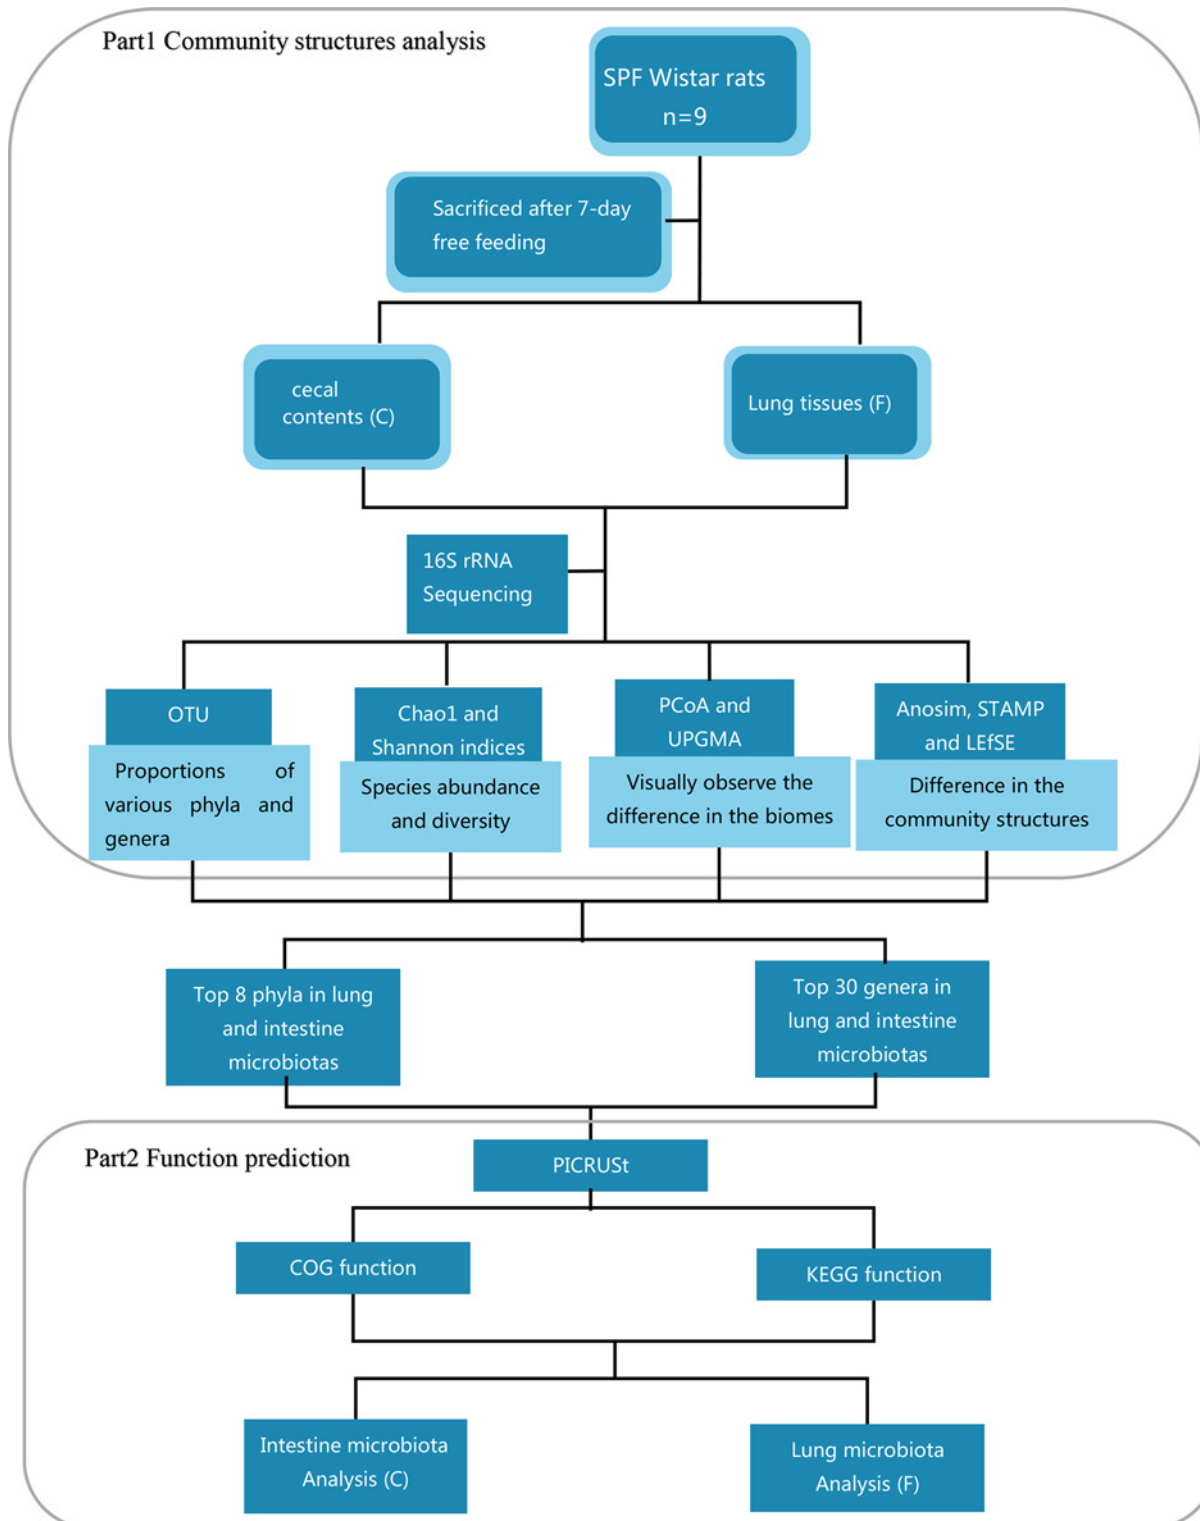 Part1 Community structures analysis
SPF Wistar rats
n=9
Sacrificed after 7-day
free feeding
cecal
contents (C)
Lung tissues (F)
16S rRNA
Sequencing
OTU
Proportions of
various phyla and
genera
Chao1 and
Shannon indices
Species abundance
and diversity
PCoA and
UPGMA
Visually observe the
difference in the biomes
Anosim, STAMP
and LEfSE
Difference in the
community structures
Top 8 phyla in lung
and intestine
microbiotas
Top 30 genera in
lung and intestine
microbiotas
Part2 Function prediction
PICRUSt
COG function
KEGG function
Intestine microbiota
Analysis (C)
Lung microbiota
Analysis (F)